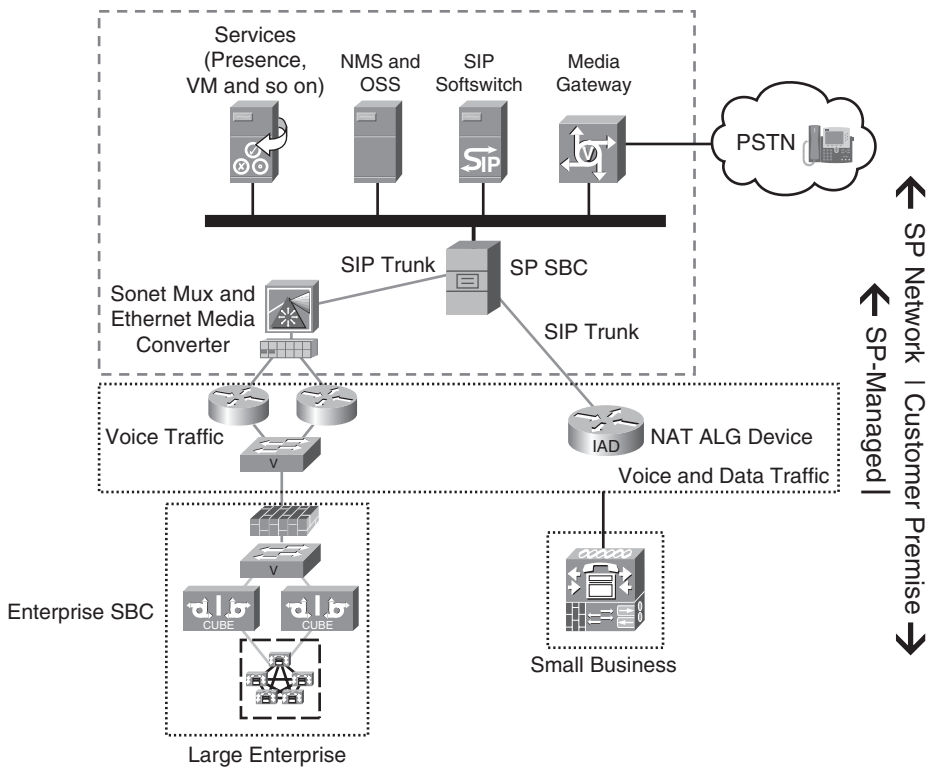 Services
(Presence,
VM and so on)
NMS and
OSS
SIP
Softswitch
Media
Gateway
SIP
V
PSTN
SIP Trunk
SP SBC
Sonet Mux and
Ethernet Media
Converter
SIP Trunk
Voice Traffic
V
IAD
NAT ALG Device
Voice and Data Traffic
SP Network | Customer Premise
SP-Managed |
V
Enterprise SBC
CUBE
CUBE
Small Business
Large Enterprise